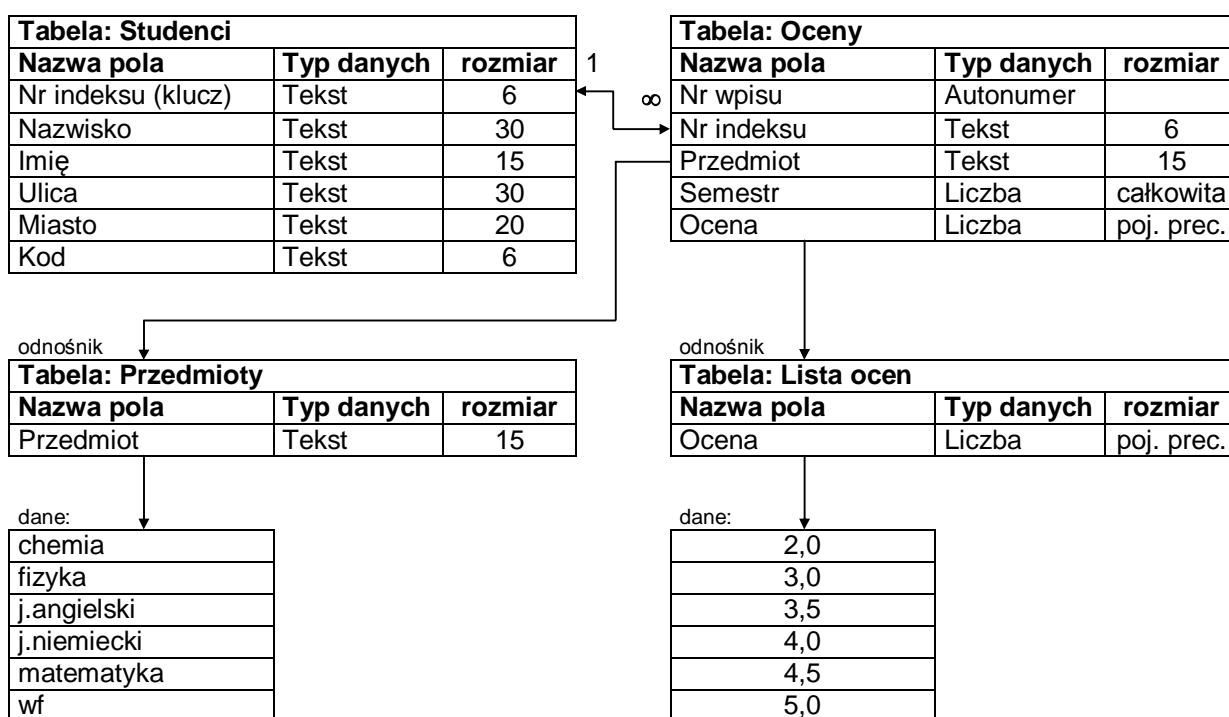 Tabela: Studenci
Nazwa pola Typ danych rozmiar
Nr indeksu (klucz) Tekst 6
Nazwisko Tekst 30
Imię Tekst 15
Ulica Tekst 30
Miasto Tekst 20
Kod Tekst 6
1
∞
Tabela: Oceny
Nazwa pola Typ danych rozmiar
Nr wpisu Autonumer
Nr indeksu Tekst 6
Przedmiot Tekst 15
Semestr Liczba całkowita
Ocena Liczba poj. prec.
odnośnik
Tabela: Przedmioty
Nazwa pola Typ danych rozmiar
Przedmiot Tekst 15
dane:
chemia
fizyka
j.angielski
j.niemiecki
matematyka
wf
odnośnik
Tabela: Lista ocen
Nazwa pola Typ danych rozmiar
Ocena Liczba poj. prec.
dane:
2,0
3,0
3,5
4,0
4,5
5,0